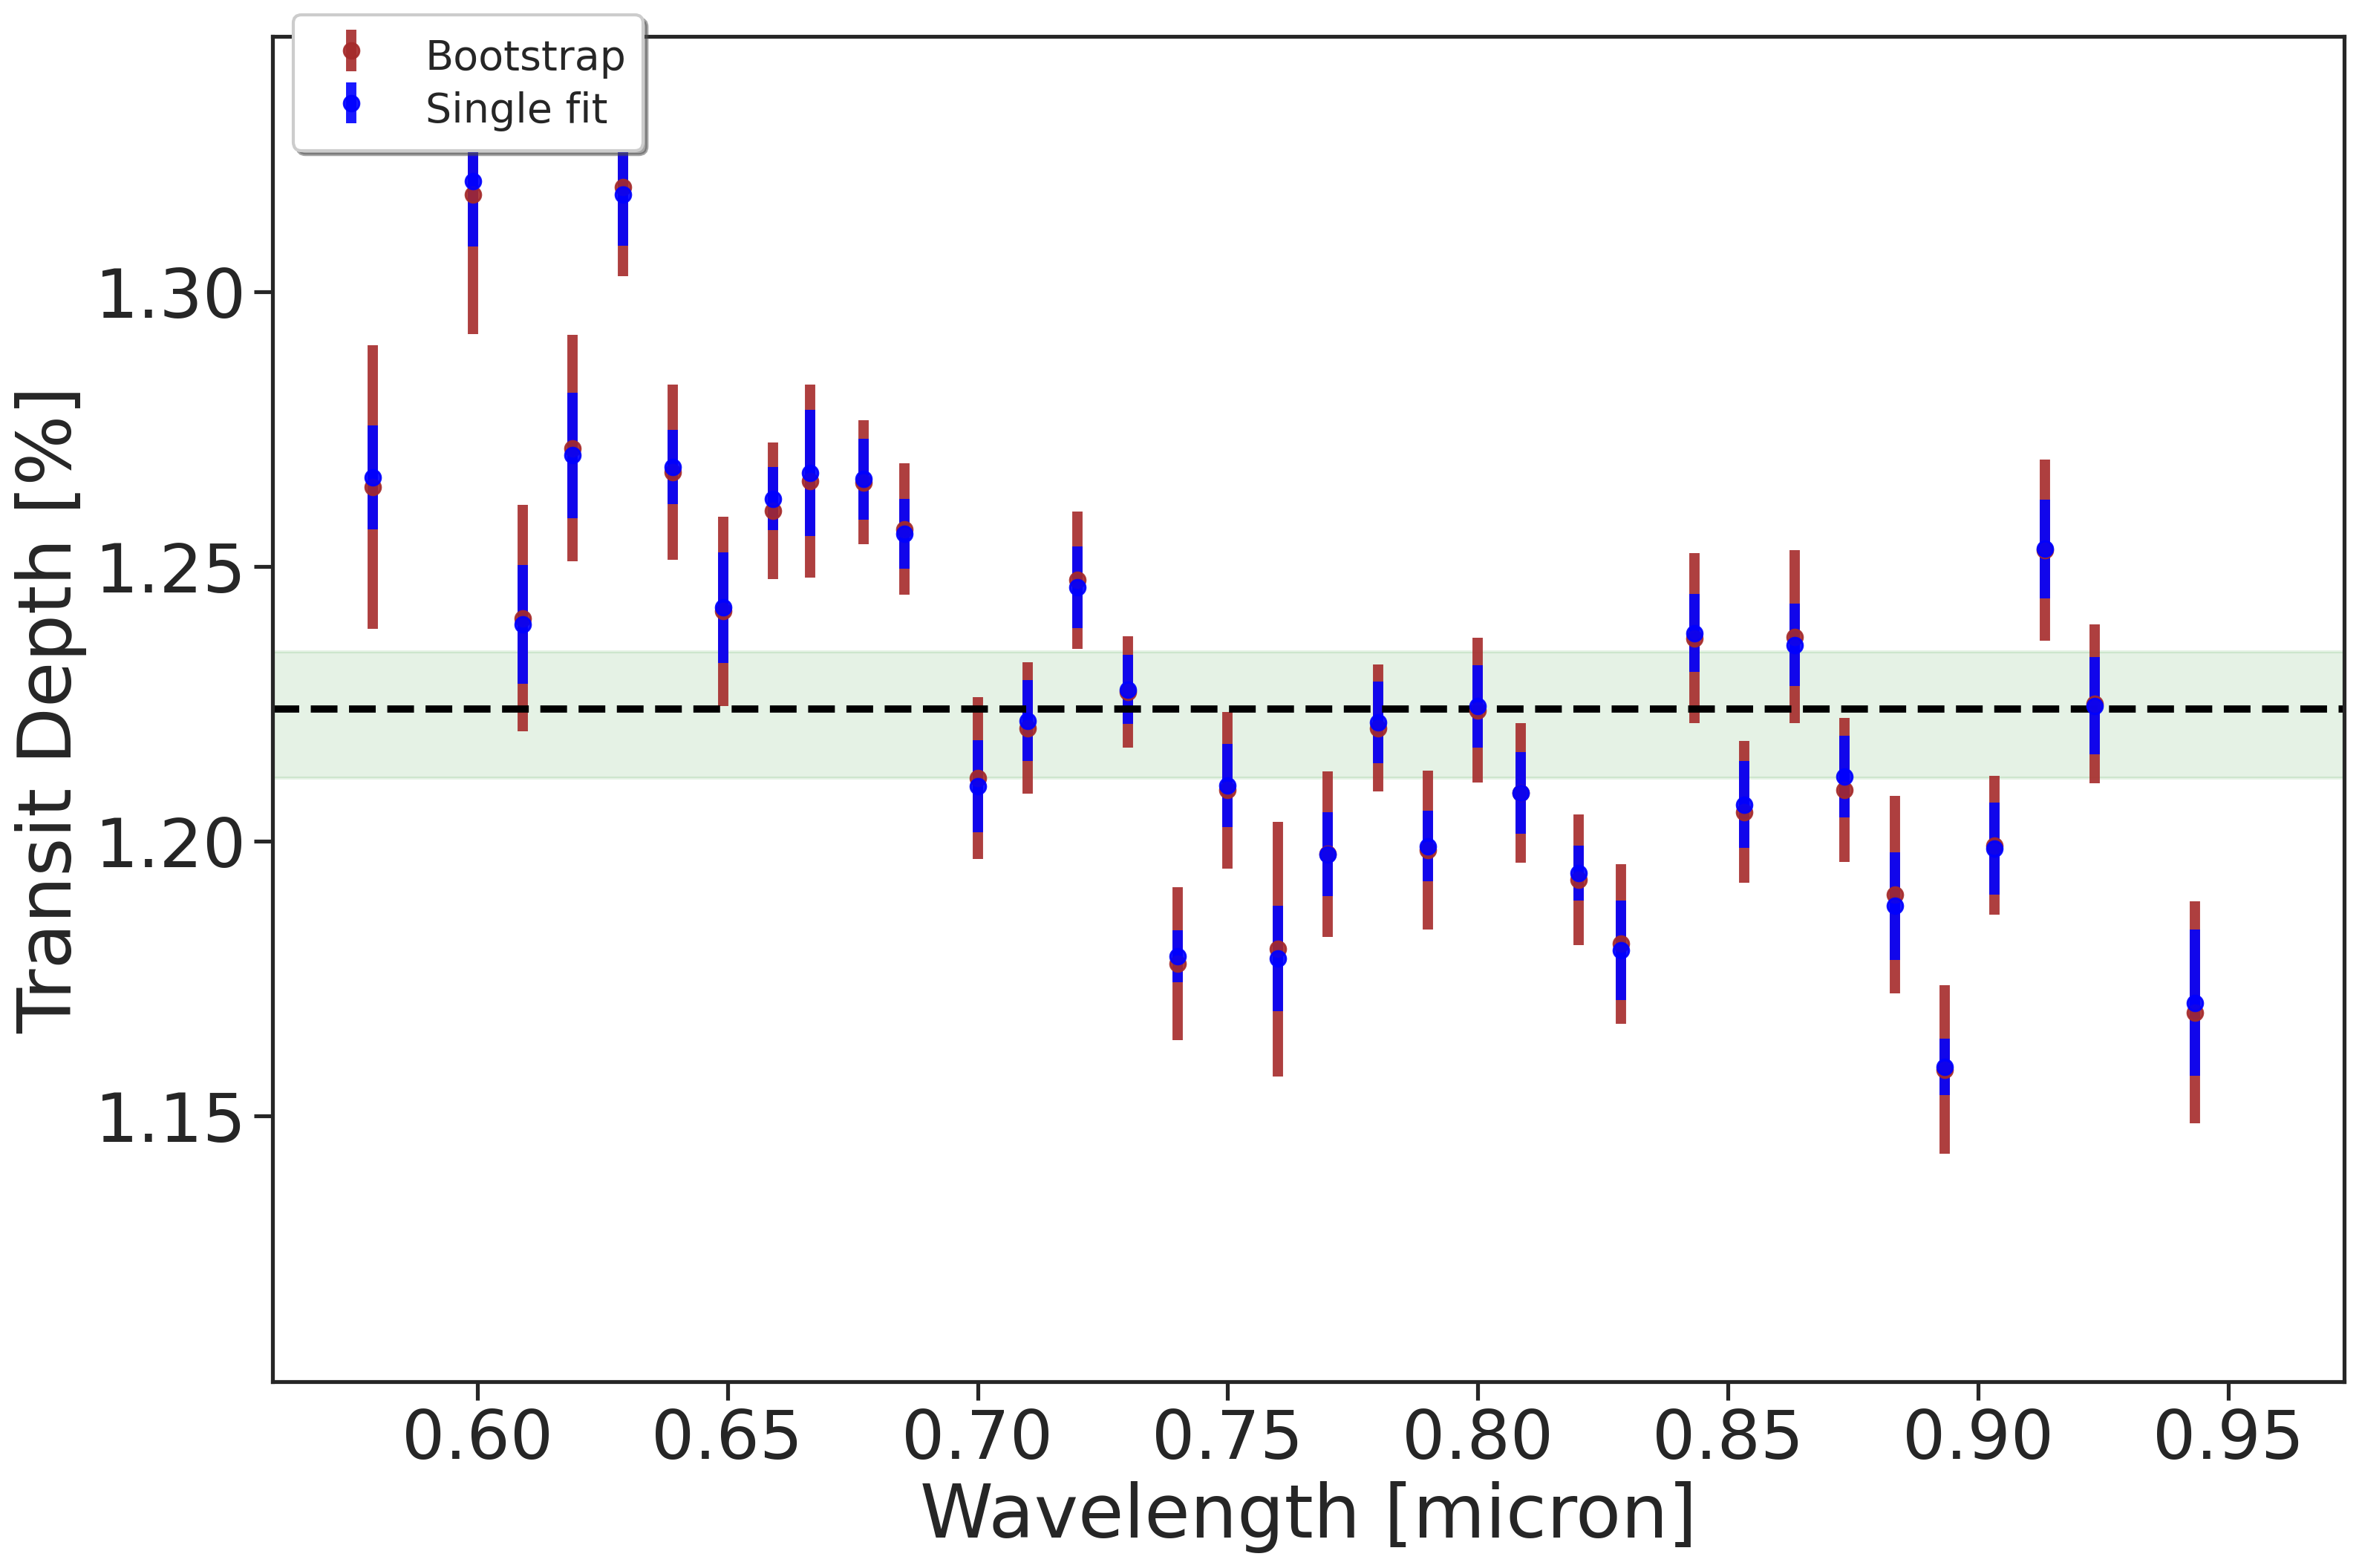 Bootstrap
Single fit
Transit Depth [%]
1.30
1.25
1.20
1.15
0.60 0.65 0.70 0.75 0.80 0.85 0.90 0.95
Wavelength [micron]